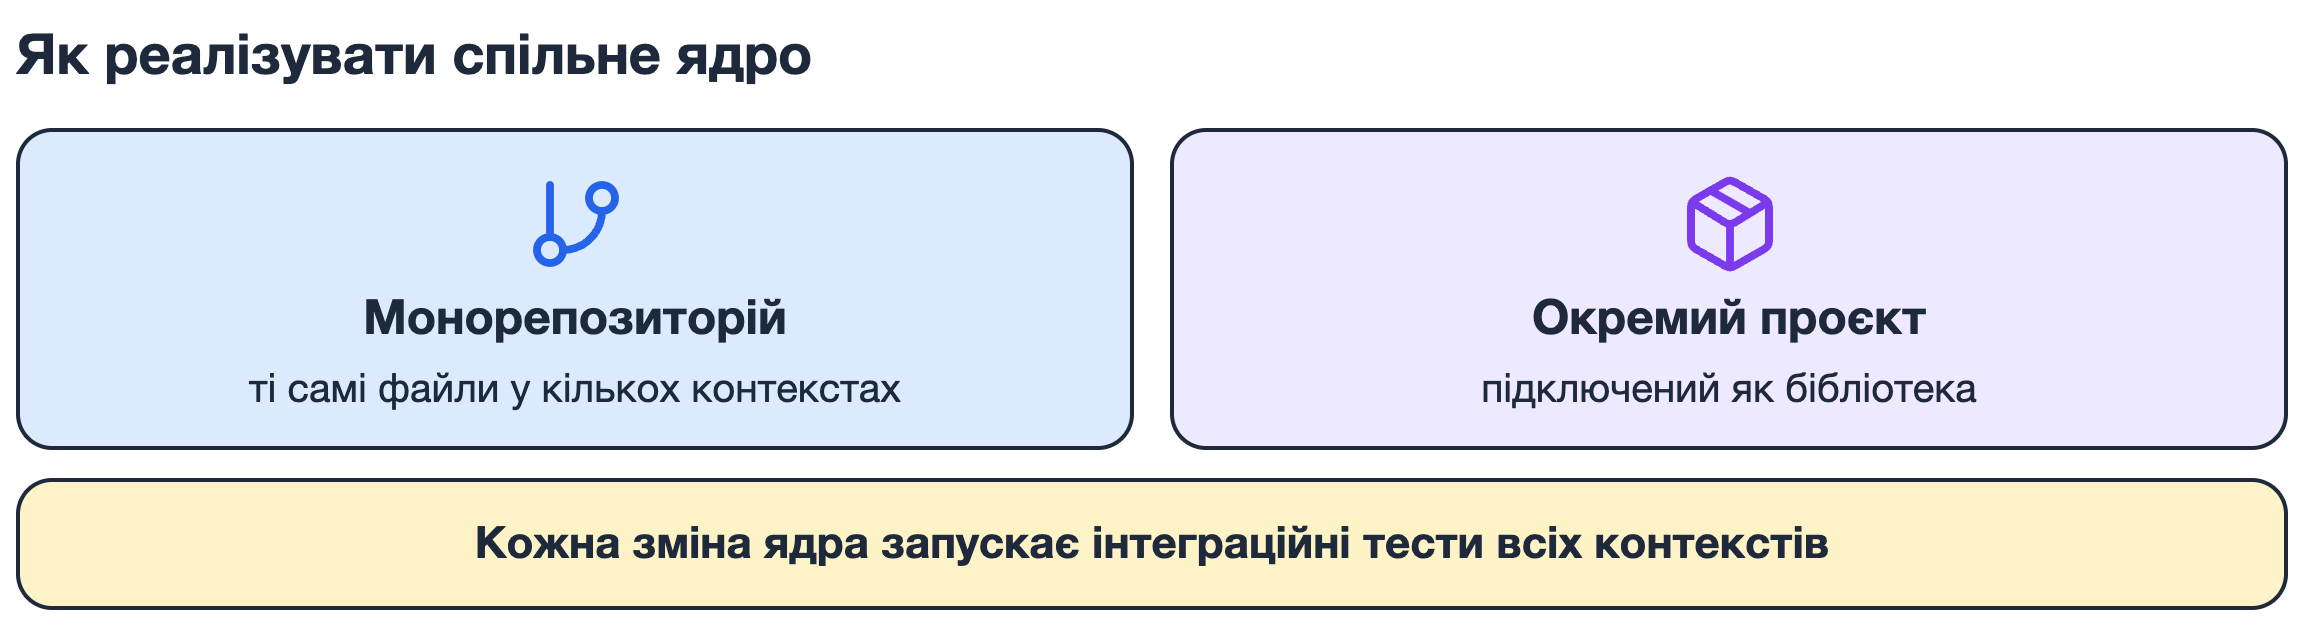 Як реалізувати спільне ядро
Монорепозиторій
ті самі файли у кількох контекстах
Окремий проєкт
підключений як бібліотека
Кожна зміна ядра запускає інтеграційні тести всіх контекстів